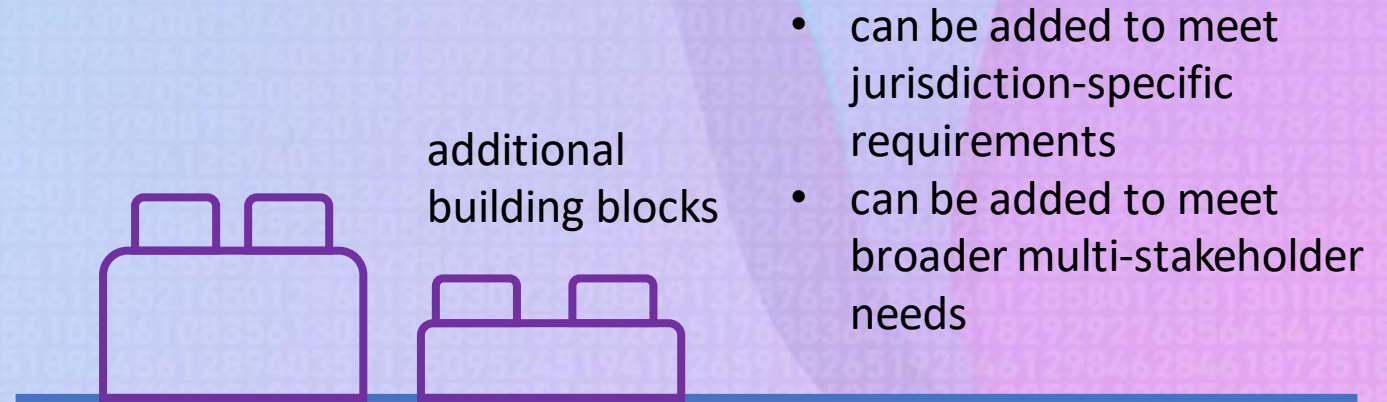 additional
building blocks
• can be added to meet
jurisdiction-specific
requirements
• can be added to meet
broader multi-stakeholder
needs